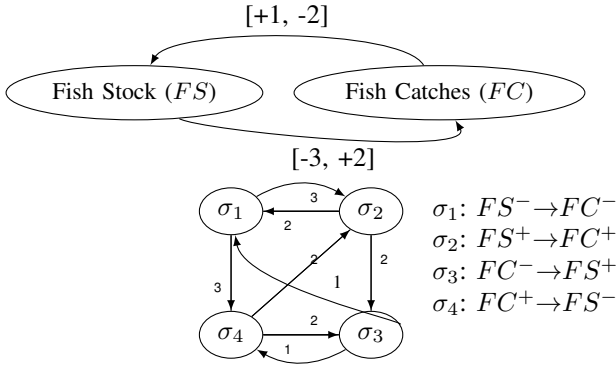 [+1, -2]
Fish Stock (FS) Fish Catches (FC)
[-3, +2]
σ1 3 σ2 σ1: FS⁻→FC⁻
2
σ2: FS⁺→FC⁺
2 2
1
σ3: FC⁻→FS⁺
3
σ4: FC⁺→FS⁻
σ4 2 σ3
1